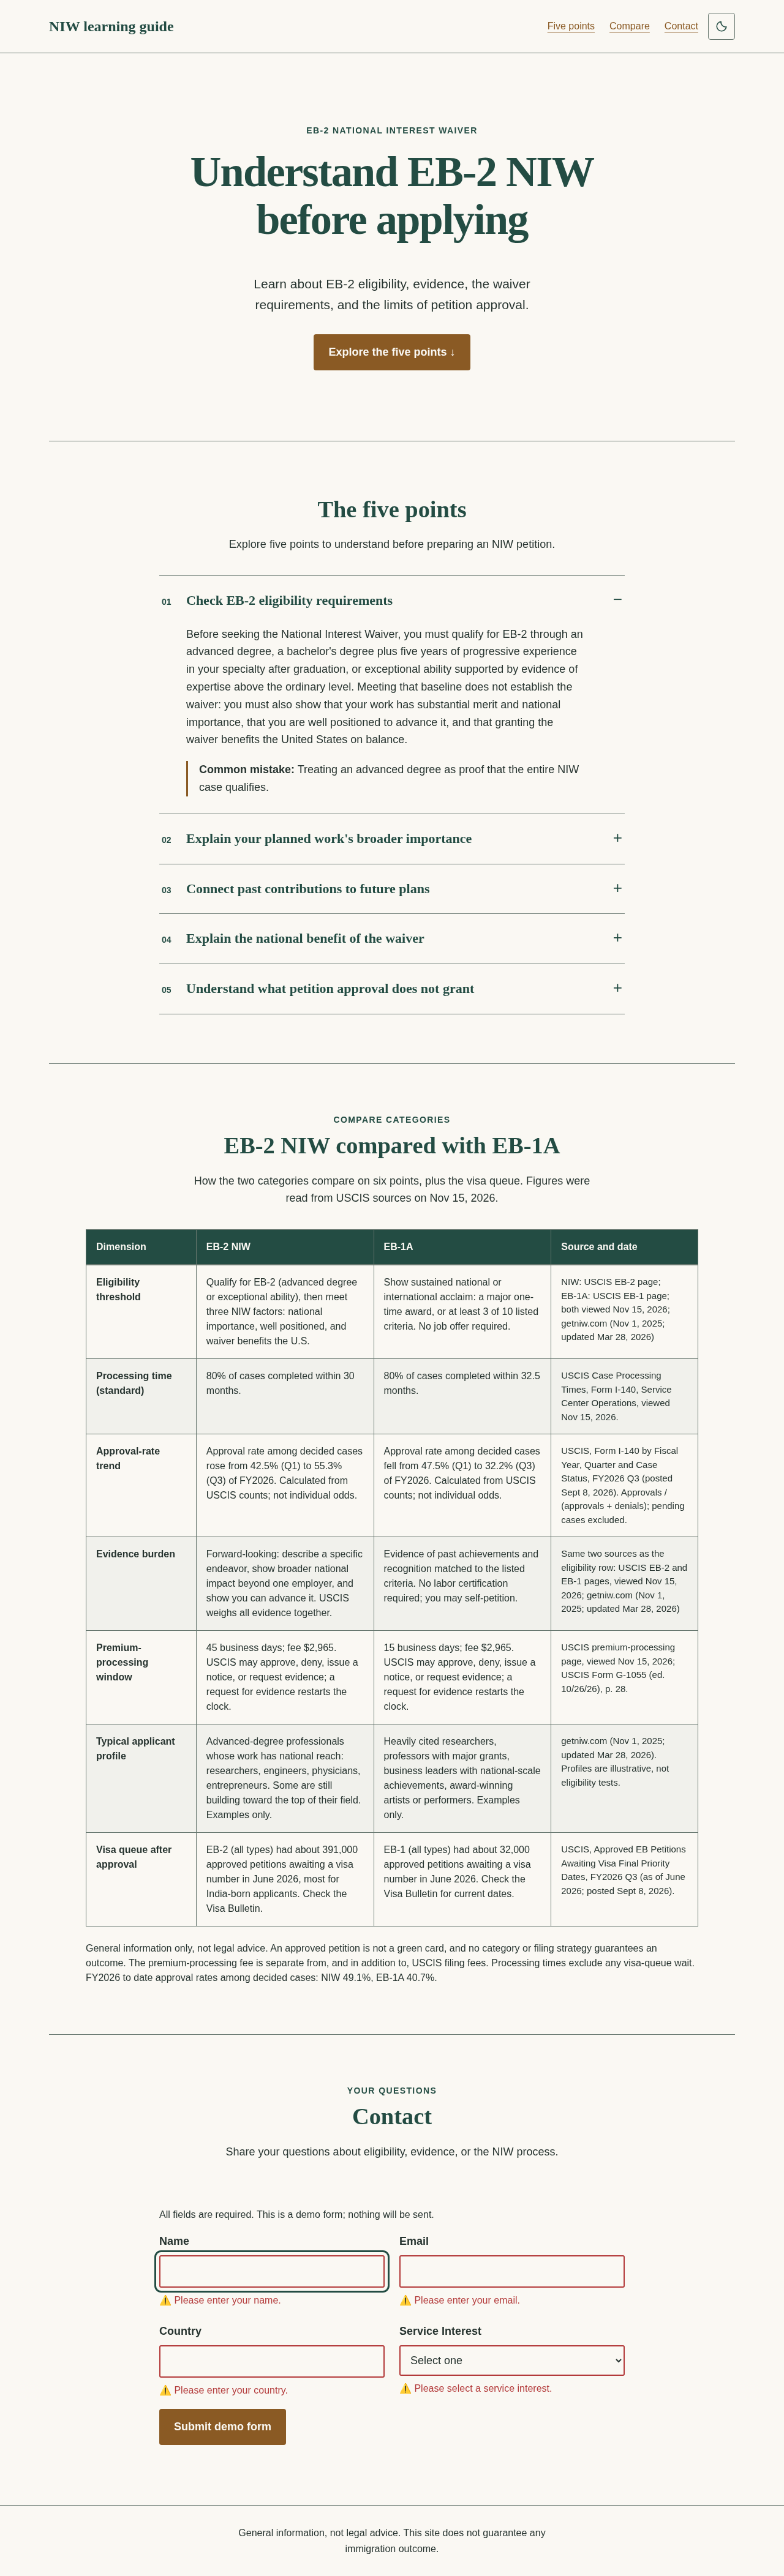 NIW learning guide
Five points
Compare
Contact
EB-2 NATIONAL INTEREST WAIVER
Understand EB-2 NIW
before applying
Learn about EB-2 eligibility, evidence, the waiver
requirements, and the limits of petition approval.
Explore the five points ↓
The five points
Explore five points to understand before preparing an NIW petition.
01 Check EB-2 eligibility requirements −
Before seeking the National Interest Waiver, you must qualify for EB-2 through an
advanced degree, a bachelor's degree plus five years of progressive experience
in your specialty after graduation, or exceptional ability supported by evidence of
expertise above the ordinary level. Meeting that baseline does not establish the
waiver: you must also show that your work has substantial merit and national
importance, that you are well positioned to advance it, and that granting the
waiver benefits the United States on balance.
Common mistake: Treating an advanced degree as proof that the entire NIW
case qualifies.
02 Explain your planned work's broader importance +
03 Connect past contributions to future plans +
04 Explain the national benefit of the waiver +
05 Understand what petition approval does not grant +
COMPARE CATEGORIES
EB-2 NIW compared with EB-1A
How the two categories compare on six points, plus the visa queue. Figures were
read from USCIS sources on Nov 15, 2026.
Dimension
EB-2 NIW
EB-1A
Source and date
Eligibility
threshold
Qualify for EB-2 (advanced degree
or exceptional ability), then meet
three NIW factors: national
importance, well positioned, and
waiver benefits the U.S.
Show sustained national or
international acclaim: a major one-
time award, or at least 3 of 10 listed
criteria. No job offer required.
NIW: USCIS EB-2 page;
EB-1A: USCIS EB-1 page;
both viewed Nov 15, 2026;
getniw.com (Nov 1, 2025;
updated Mar 28, 2026)
Processing time
(standard)
80% of cases completed within 30
months.
80% of cases completed within 32.5
months.
USCIS Case Processing
Times, Form I-140, Service
Center Operations, viewed
Nov 15, 2026.
Approval-rate
trend
Approval rate among decided cases
rose from 42.5% (Q1) to 55.3%
(Q3) of FY2026. Calculated from
USCIS counts; not individual odds.
Approval rate among decided cases
fell from 47.5% (Q1) to 32.2% (Q3)
of FY2026. Calculated from USCIS
counts; not individual odds.
USCIS, Form I-140 by Fiscal
Year, Quarter and Case
Status, FY2026 Q3 (posted
Sept 8, 2026). Approvals /
(approvals + denials); pending
cases excluded.
Evidence burden
Forward-looking: describe a specific
endeavor, show broader national
impact beyond one employer, and
show you can advance it. USCIS
weighs all evidence together.
Evidence of past achievements and
recognition matched to the listed
criteria. No labor certification
required; you may self-petition.
Same two sources as the
eligibility row: USCIS EB-2 and
EB-1 pages, viewed Nov 15,
2026; getniw.com (Nov 1,
2025; updated Mar 28, 2026)
Premium-
processing
window
45 business days; fee $2,965.
USCIS may approve, deny, issue a
notice, or request evidence; a
request for evidence restarts the
clock.
15 business days; fee $2,965.
USCIS may approve, deny, issue a
notice, or request evidence; a
request for evidence restarts the
clock.
USCIS premium-processing
page, viewed Nov 15, 2026;
USCIS Form G-1055 (ed.
10/26/26), p. 28.
Typical applicant
profile
Advanced-degree professionals
whose work has national reach:
researchers, engineers, physicians,
entrepreneurs. Some are still
building toward the top of their field.
Examples only.
Heavily cited researchers,
professors with major grants,
business leaders with national-scale
achievements, award-winning
artists or performers. Examples
only.
getniw.com (Nov 1, 2025;
updated Mar 28, 2026).
Profiles are illustrative, not
eligibility tests.
Visa queue after
approval
EB-2 (all types) had about 391,000
approved petitions awaiting a visa
number in June 2026, most for
India-born applicants. Check the
Visa Bulletin.
EB-1 (all types) had about 32,000
approved petitions awaiting a visa
number in June 2026. Check the
Visa Bulletin for current dates.
USCIS, Approved EB Petitions
Awaiting Visa Final Priority
Dates, FY2026 Q3 (as of June
2026; posted Sept 8, 2026).
General information only, not legal advice. An approved petition is not a green card, and no category or filing strategy guarantees an
outcome. The premium-processing fee is separate from, and in addition to, USCIS filing fees. Processing times exclude any visa-queue wait.
FY2026 to date approval rates among decided cases: NIW 49.1%, EB-1A 40.7%.
YOUR QUESTIONS
Contact
Share your questions about eligibility, evidence, or the NIW process.
All fields are required. This is a demo form; nothing will be sent.
Name
Email
⚠️ Please enter your name.
⚠️ Please enter your email.
Country
Service Interest
Select one
⚠️ Please enter your country.
⚠️ Please select a service interest.
Submit demo form
General information, not legal advice. This site does not guarantee any
immigration outcome.